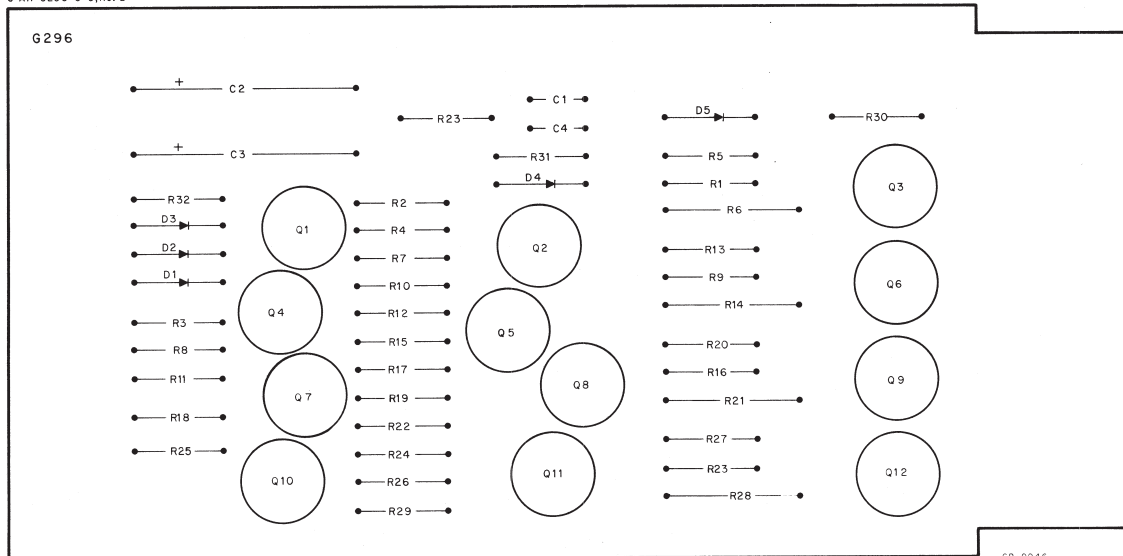 G296
+ C2
C1
R23
D5
R30
C4
+ C3
R31
R5
D4
R1
Q3
R32
R2
R6
D3
Q1
R4
Q2
D2
R7
R13
D1
R10
R9
Q6
Q4
R12
R14
R3
Q5
R15
R20
R8
R17
R16
R11
Q8
Q9
Q7
R19
R21
R18
R22
R27
R25
R24
R23
Q10
R26
Q11
Q12
R28
R29